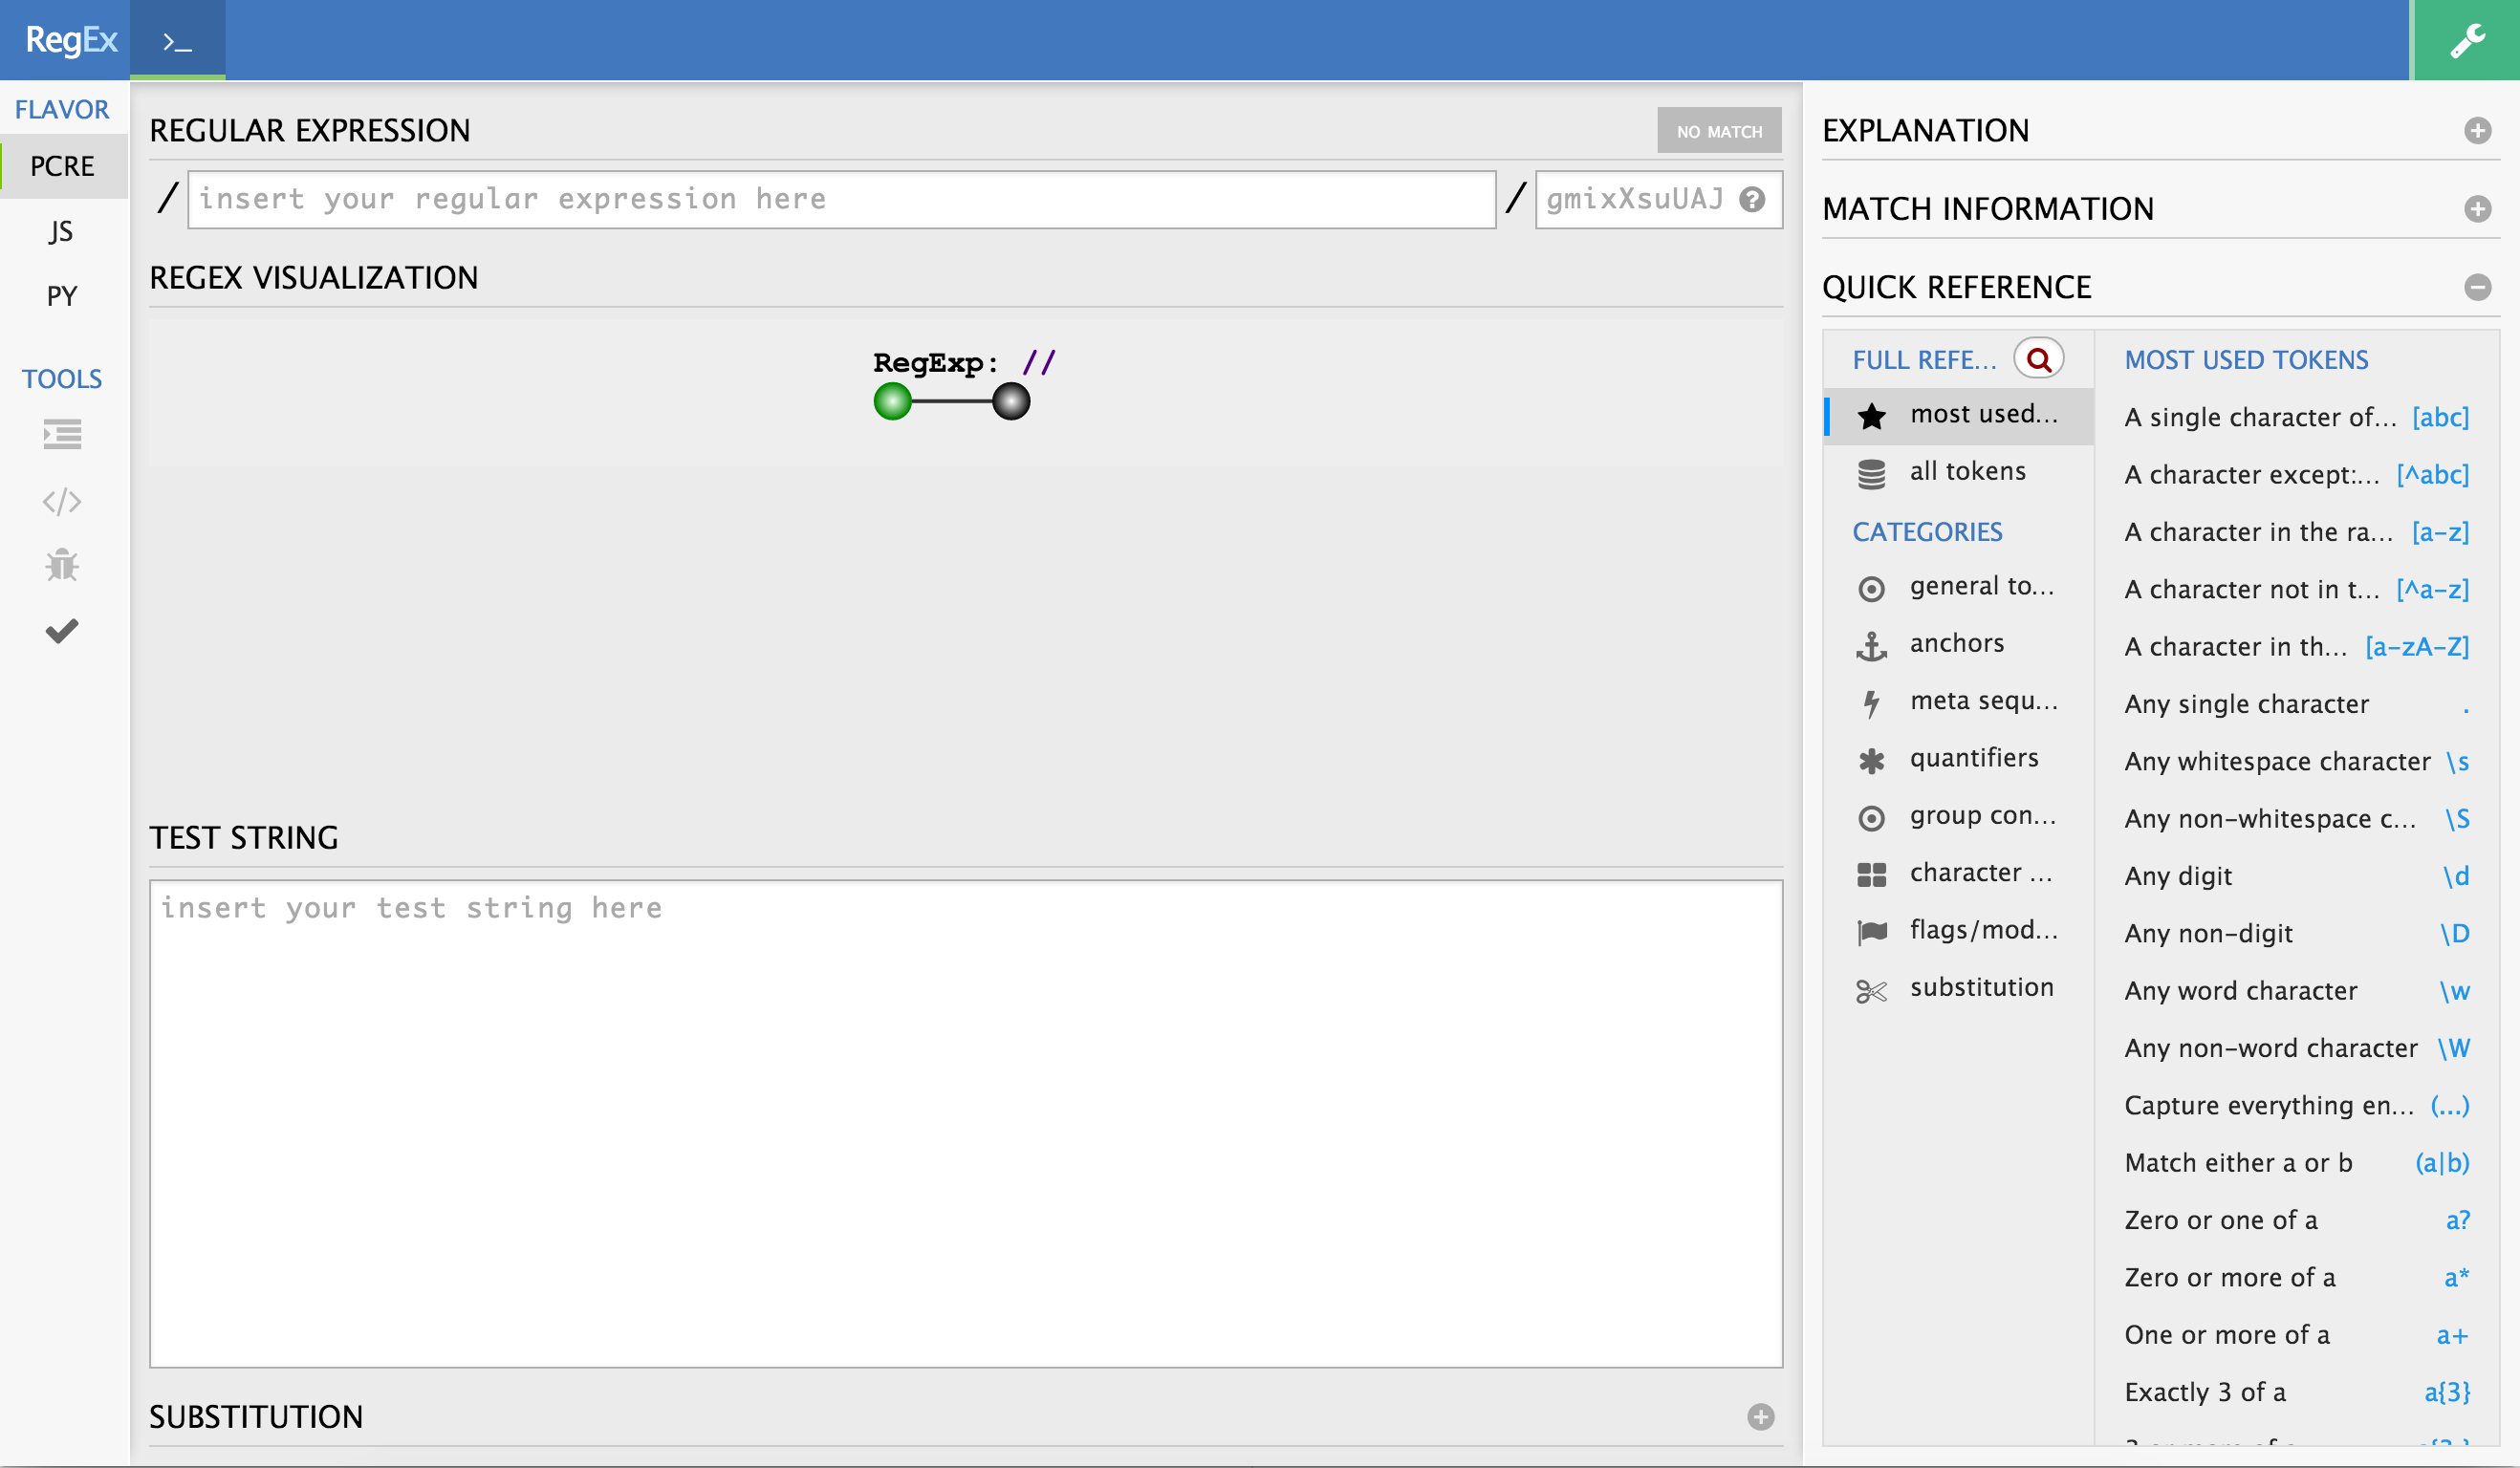 RegEx >_
FLAVOR
PCRE
JS
PY
TOOLS
REGULAR EXPRESSION
NO MATCH
/ insert your regular expression here / gmixXsuUAJ ?
REGEX VISUALIZATION
RegExp: //
TEST STRING
insert your test string here
SUBSTITUTION
EXPLANATION
MATCH INFORMATION
QUICK REFERENCE
FULL REFE...
most used...
all tokens
CATEGORIES
general to...
anchors
meta sequ...
quantifiers
group con...
character ...
flags/mod...
substitution
MOST USED TOKENS
A single character of... [abc]
A character except:... [^abc]
A character in the ra... [a-z]
A character not in t... [^a-z]
A character in th... [a-zA-Z]
Any single character .
Any whitespace character \s
Any non-whitespace c... \S
Any digit \d
Any non-digit \D
Any word character \w
Any non-word character \W
Capture everything en... (...)
Match either a or b (a|b)
Zero or one of a a?
Zero or more of a a*
One or more of a a+
Exactly 3 of a a{3}